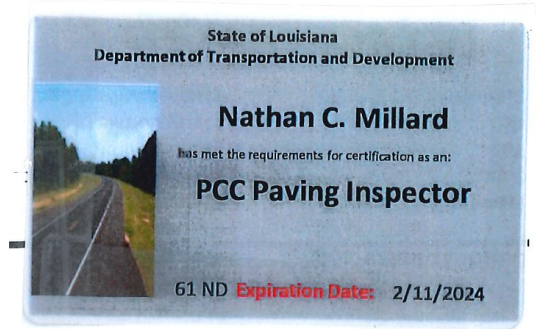 State of Louisiana
Department of Transportation and Development
Nathan C. Millard
has met the requirements for certification as an:
PCC Paving Inspector
61 ND Expiration Date: 2/11/2024